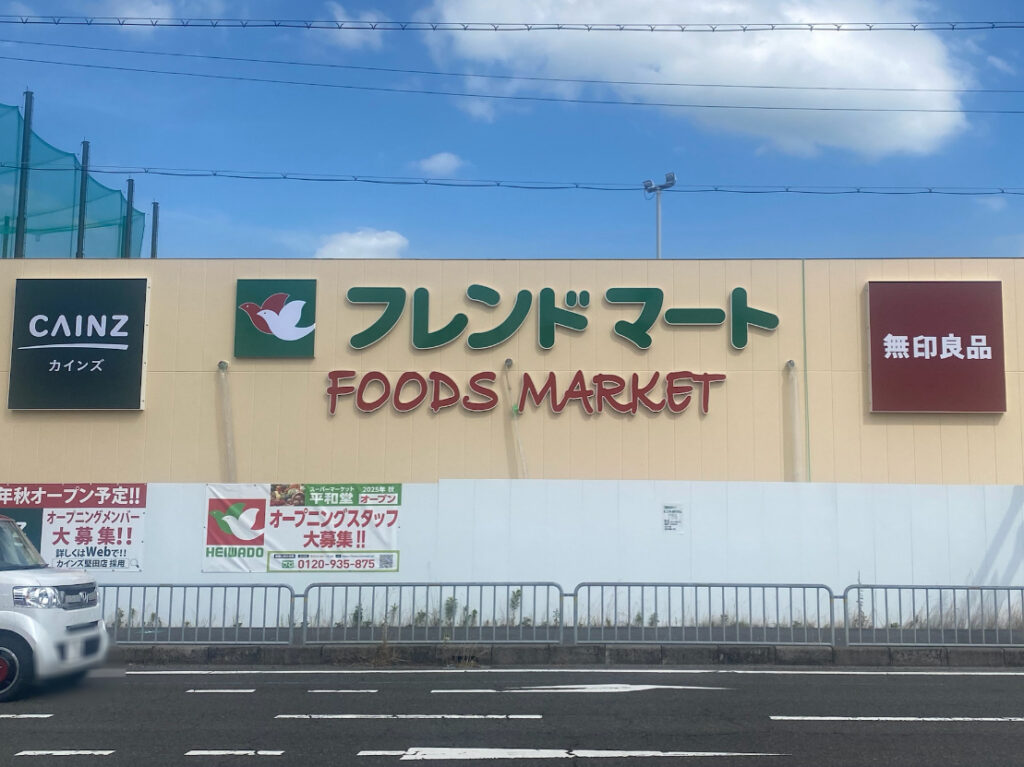 CAINZ
カインズ
フレンドマート
FOODS MARKET
無印良品
年秋オープン予定!!
オープニングメンバー
大募集!!
詳しくはWebで!!
カインズ堅田店 採用
HEIWADO
スーパーマーケット
平和堂
2025年 秋
オープン
オープニングスタッフ
大募集!!
0120-935-875